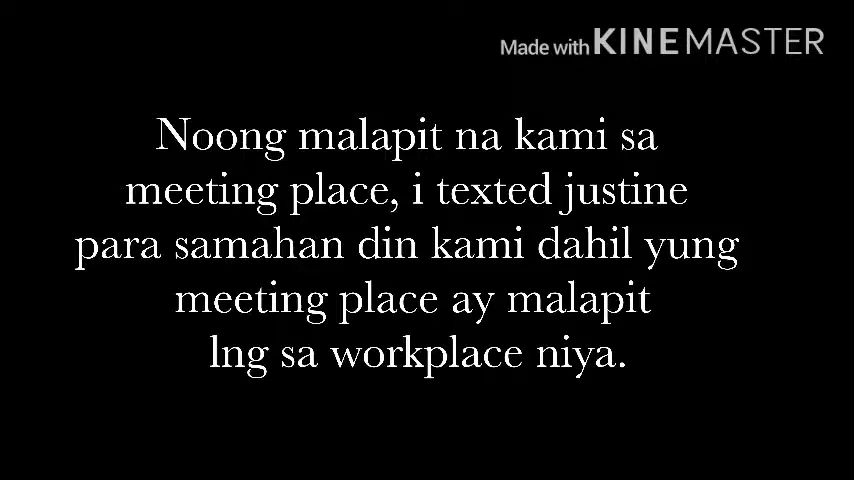 Made with KINEMASTER
Noong malapit na kami sa
meeting place, i texted justine
para samahan din kami dahil yung
meeting place ay malapit
lng sa workplace niya.